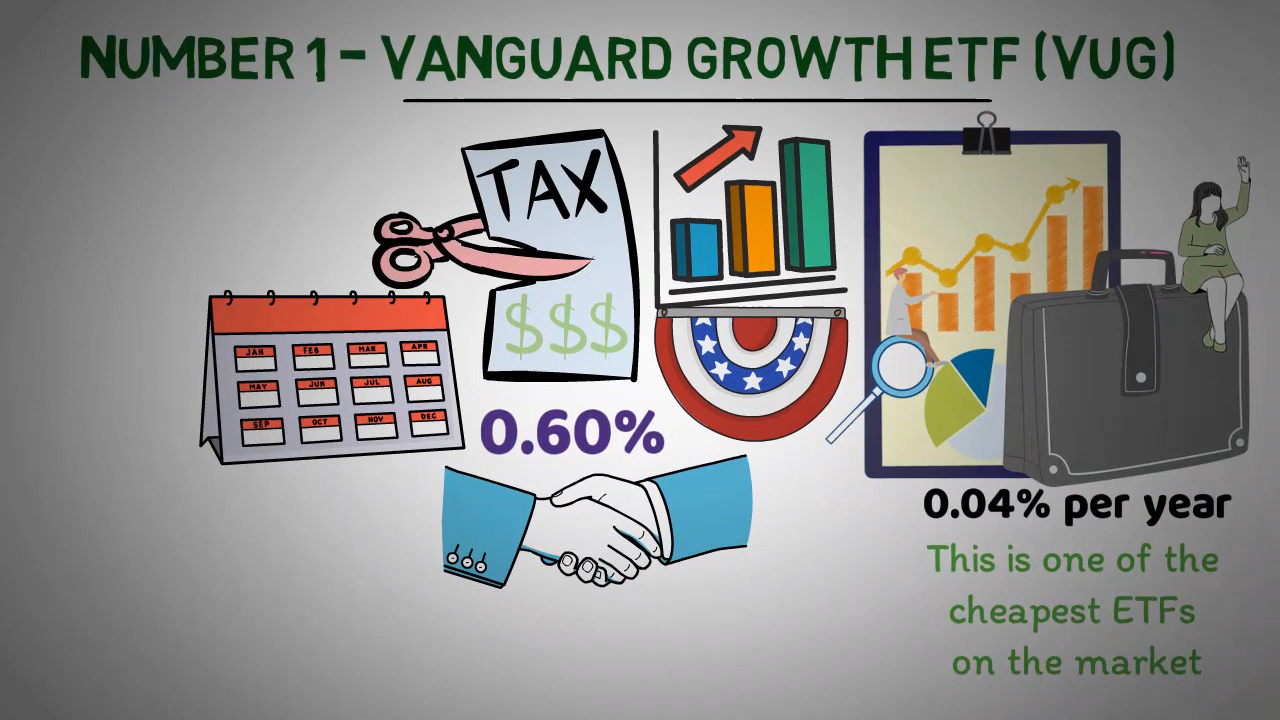 NUMBER 1 - VANGUARD GROWTH ETF (VUG)
TAX
$$$
JAN FEB MAR APR
MAY JUN JUL AUG
SEP OCT NOV DEC
0.60%
0.04% per year
This is one of the
cheapest ETFs
on the market